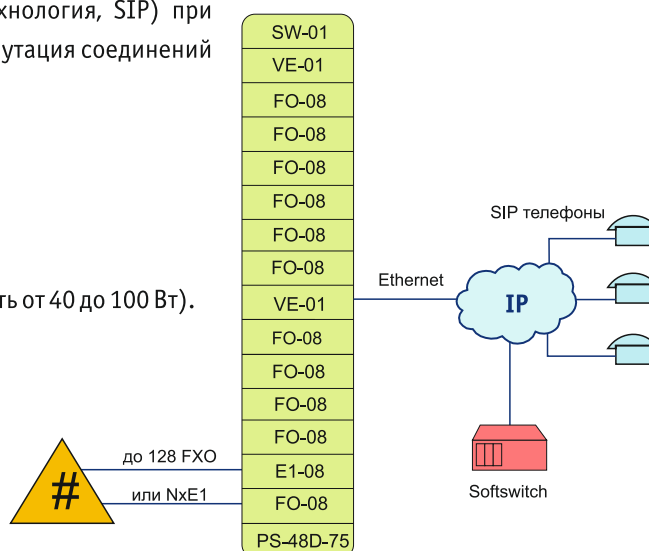 хнология, SIP) при
утация соединений
ть от 40 до 100 Вт).
SW-01
VE-01
FO-08
FO-08
FO-08
FO-08
FO-08
FO-08
VE-01
FO-08
FO-08
FO-08
FO-08
E1-08
FO-08
PS-48D-75
Ethernet
SIP телефоны
IP
Softswitch
#
до 128 FXO
или NxE1